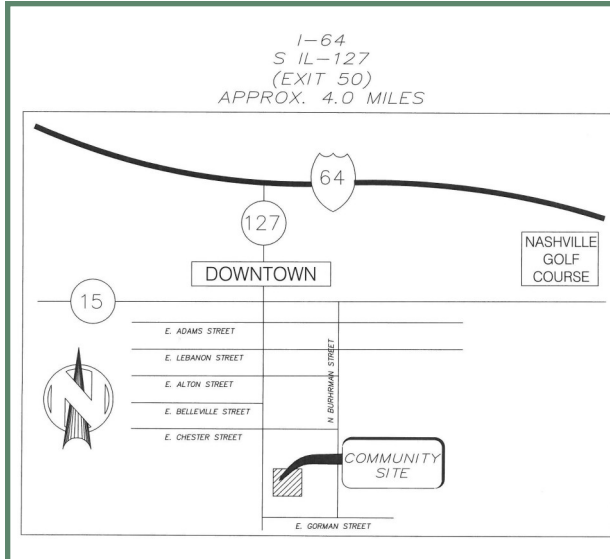 I-64
S IL-127
(EXIT 50)
APPROX. 4.0 MILES
64
127
NASHVILLE
GOLF
COURSE
DOWNTOWN
15
E. ADAMS STREET
E. LEBANON STREET
E. ALTON STREET
E. BELLEVILLE STREET
E. CHESTER STREET
N BURHRMAN STREET
N
COMMUNITY
SITE
E. GORMAN STREET